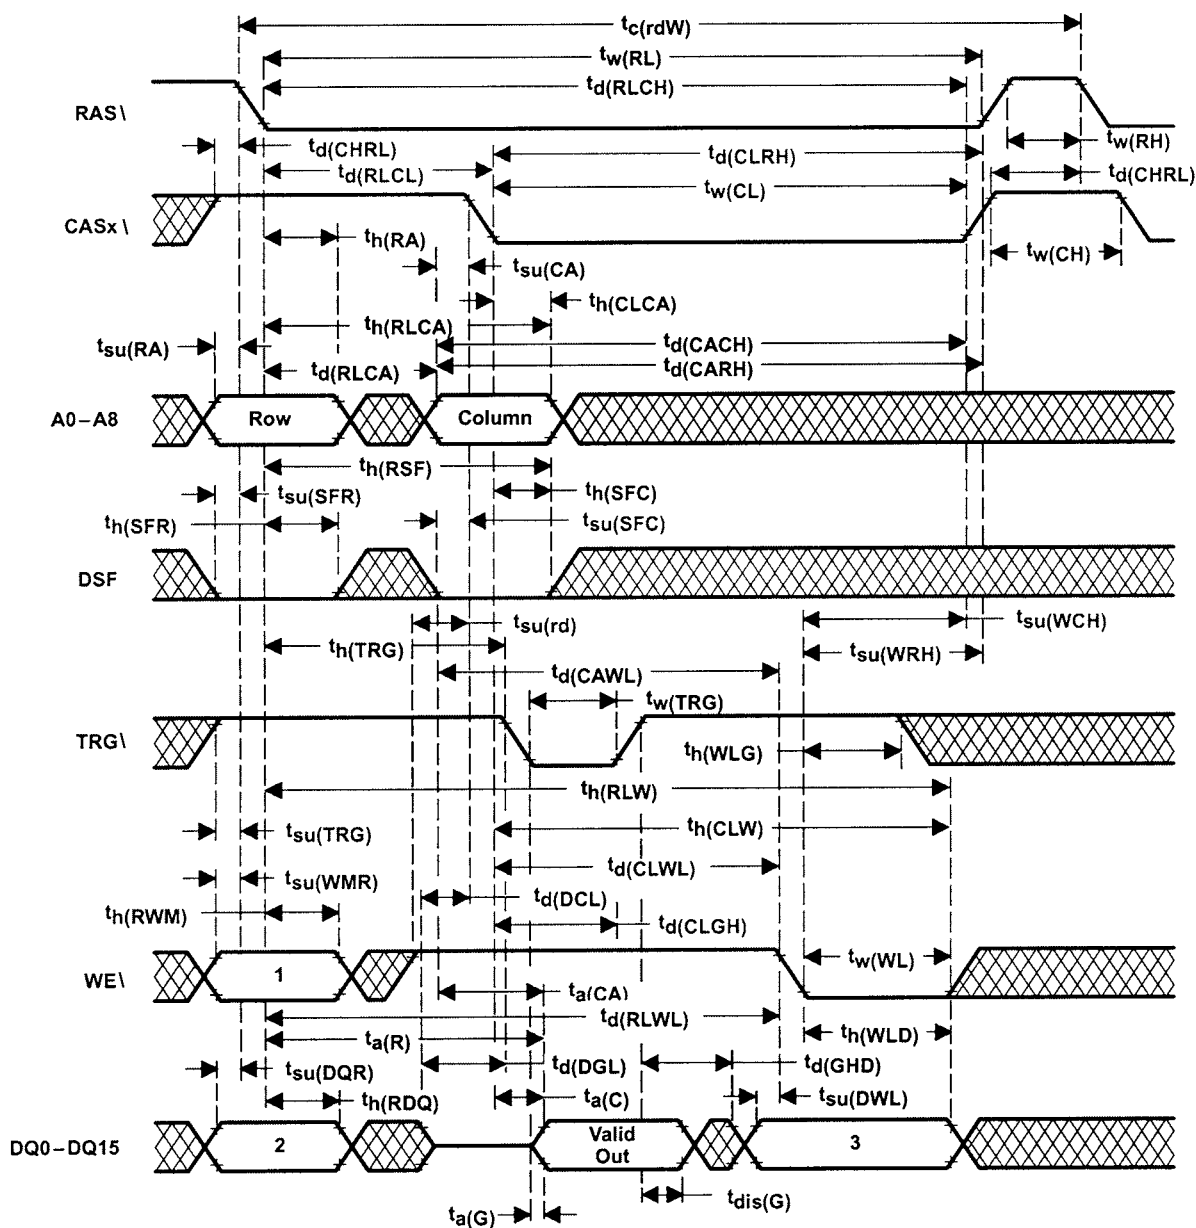 tc(rdW)
tw(RL)
td(RLCH)
RAS\
tw(RH)
td(CHRL)
td(CLRH)
td(RLCL)
td(CHRL)
tw(CL)
CASx\
th(RA)
tw(CH)
tsu(CA)
th(CLCA)
th(RLCA)
tsu(RA)
td(CACH)
td(RLCA)
td(CARH)
A0–A8
Row
Column
th(RSF)
tsu(SFR)
th(SFC)
th(SFR)
tsu(SFC)
DSF
tsu(rd)
tsu(WCH)
th(TRG)
tsu(WRH)
td(CAWL)
tw(TRG)
TRG\
th(WLG)
th(RLW)
tsu(TRG)
th(CLW)
td(CLWL)
tsu(WMR)
td(DCL)
th(RWM)
td(CLGH)
WE\
1
tw(WL)
ta(CA)
td(RLWL)
ta(R)
th(WLD)
tsu(DQR)
td(DGL)
td(GHD)
th(RDQ)
ta(C)
tsu(DWL)
DQ0–DQ15
2
Valid
Out
3
tdis(G)
ta(G)